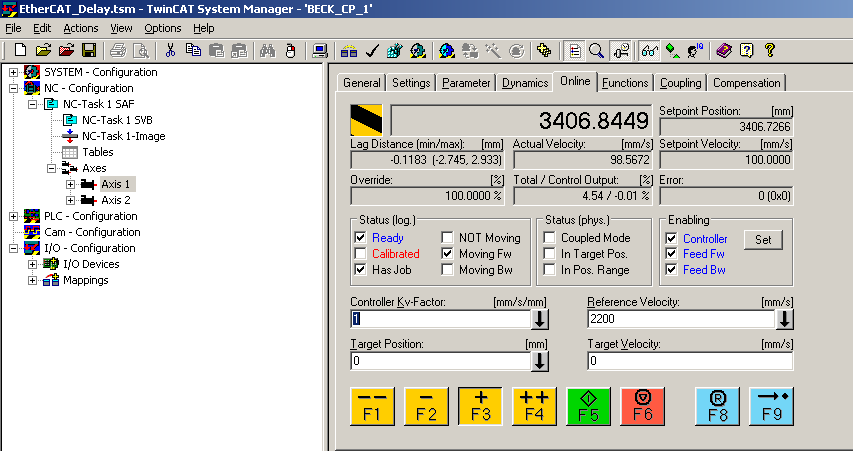 EtherCAT_Delay.tsm - TwinCAT System Manager - 'BECK_CP_1'
File Edit Actions View Options Help
SYSTEM - Configuration
NC - Configuration
NC-Task 1 SAF
NC-Task 1 SVB
NC-Task 1-Image
Tables
Axes
Axis 1
Axis 2
PLC - Configuration
Cam - Configuration
I/O - Configuration
I/O Devices
Mappings
General Settings Parameter Dynamics Online Functions Coupling Compensation
3406.8449
Setpoint Position: [mm]
3406.7266
Lag Distance (min/max): [mm] Actual Velocity: [mm/s] Setpoint Velocity: [mm/s]
-0.1183 (-2.745, 2.933) 98.5672 100.0000
Override: [%] Total / Control Output: [%] Error:
100.0000 % 4.54 / -0.01 % 0 (0x0)
Status (log.) Status (phys.) Enabling
Ready NOT Moving Coupled Mode Controller Set
Calibrated Moving Fw In Target Pos. Feed Fw
Has Job Moving Bw In Pos. Range Feed Bw
Controller Kv-Factor: [mm/s/mm] Reference Velocity: [mm/s]
1 2200
Target Position: [mm] Target Velocity: [mm/s]
0 0
-- - + ++ R
F1 F2 F3 F4 F5 F6 F8 F9